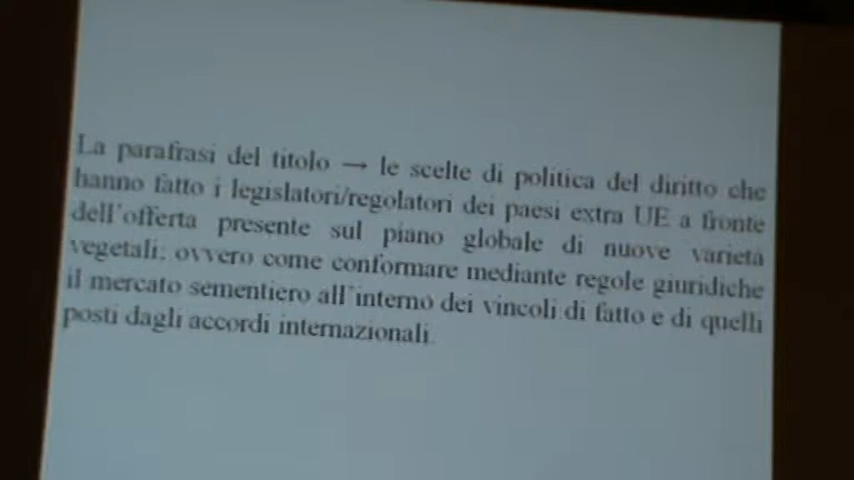 La parafrasi del titolo → le scelte di politica del diritto che
hanno fatto i legislatori/regolatori dei paesi extra UE a fronte
dell'offerta presente sul piano globale di nuove varietà
vegetali; ovvero come conformare mediante regole giuridiche
il mercato sementiero all'interno dei vincoli di fatto e di quelli
posti dagli accordi internazionali.